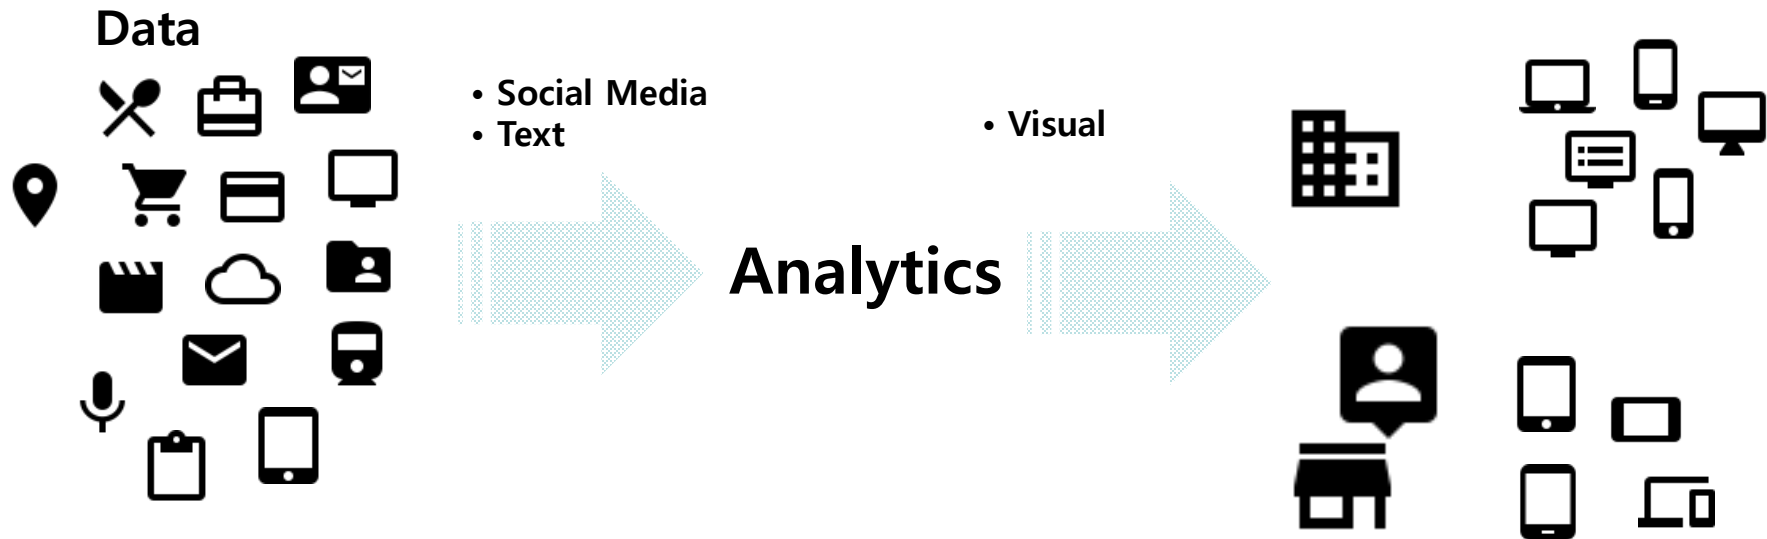 Data
• Social Media
• Text
• Visual
Analytics